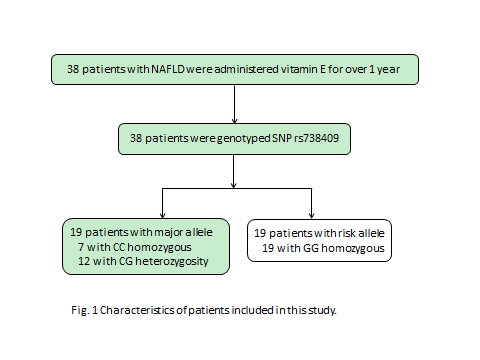 38 patients with NAFLD were administered vitamin E for over 1 year
38 patients were genotyped SNP rs738409
19 patients with major allele
7 with CC homozygous
12 with CG heterozygosity
19 patients with risk allele
19 with GG homozygous
Fig. 1 Characteristics of patients included in this study.